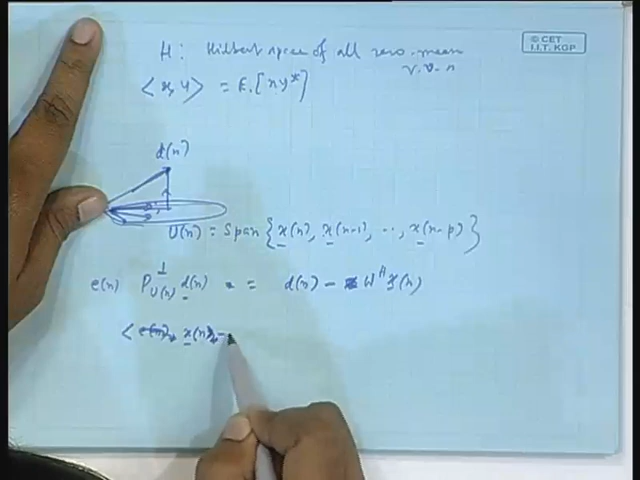 © CET
I.I.T. KGP
H: Hilbert space of all zero-mean
r.v.'s
<x, y> = E[xy*]
d(n)
U(n) = Span {x(n), x(n-1), .., x(n-p)}
e(n) P⊥U(n) d(n) = d(n) - W^H x(n)
< x(n)